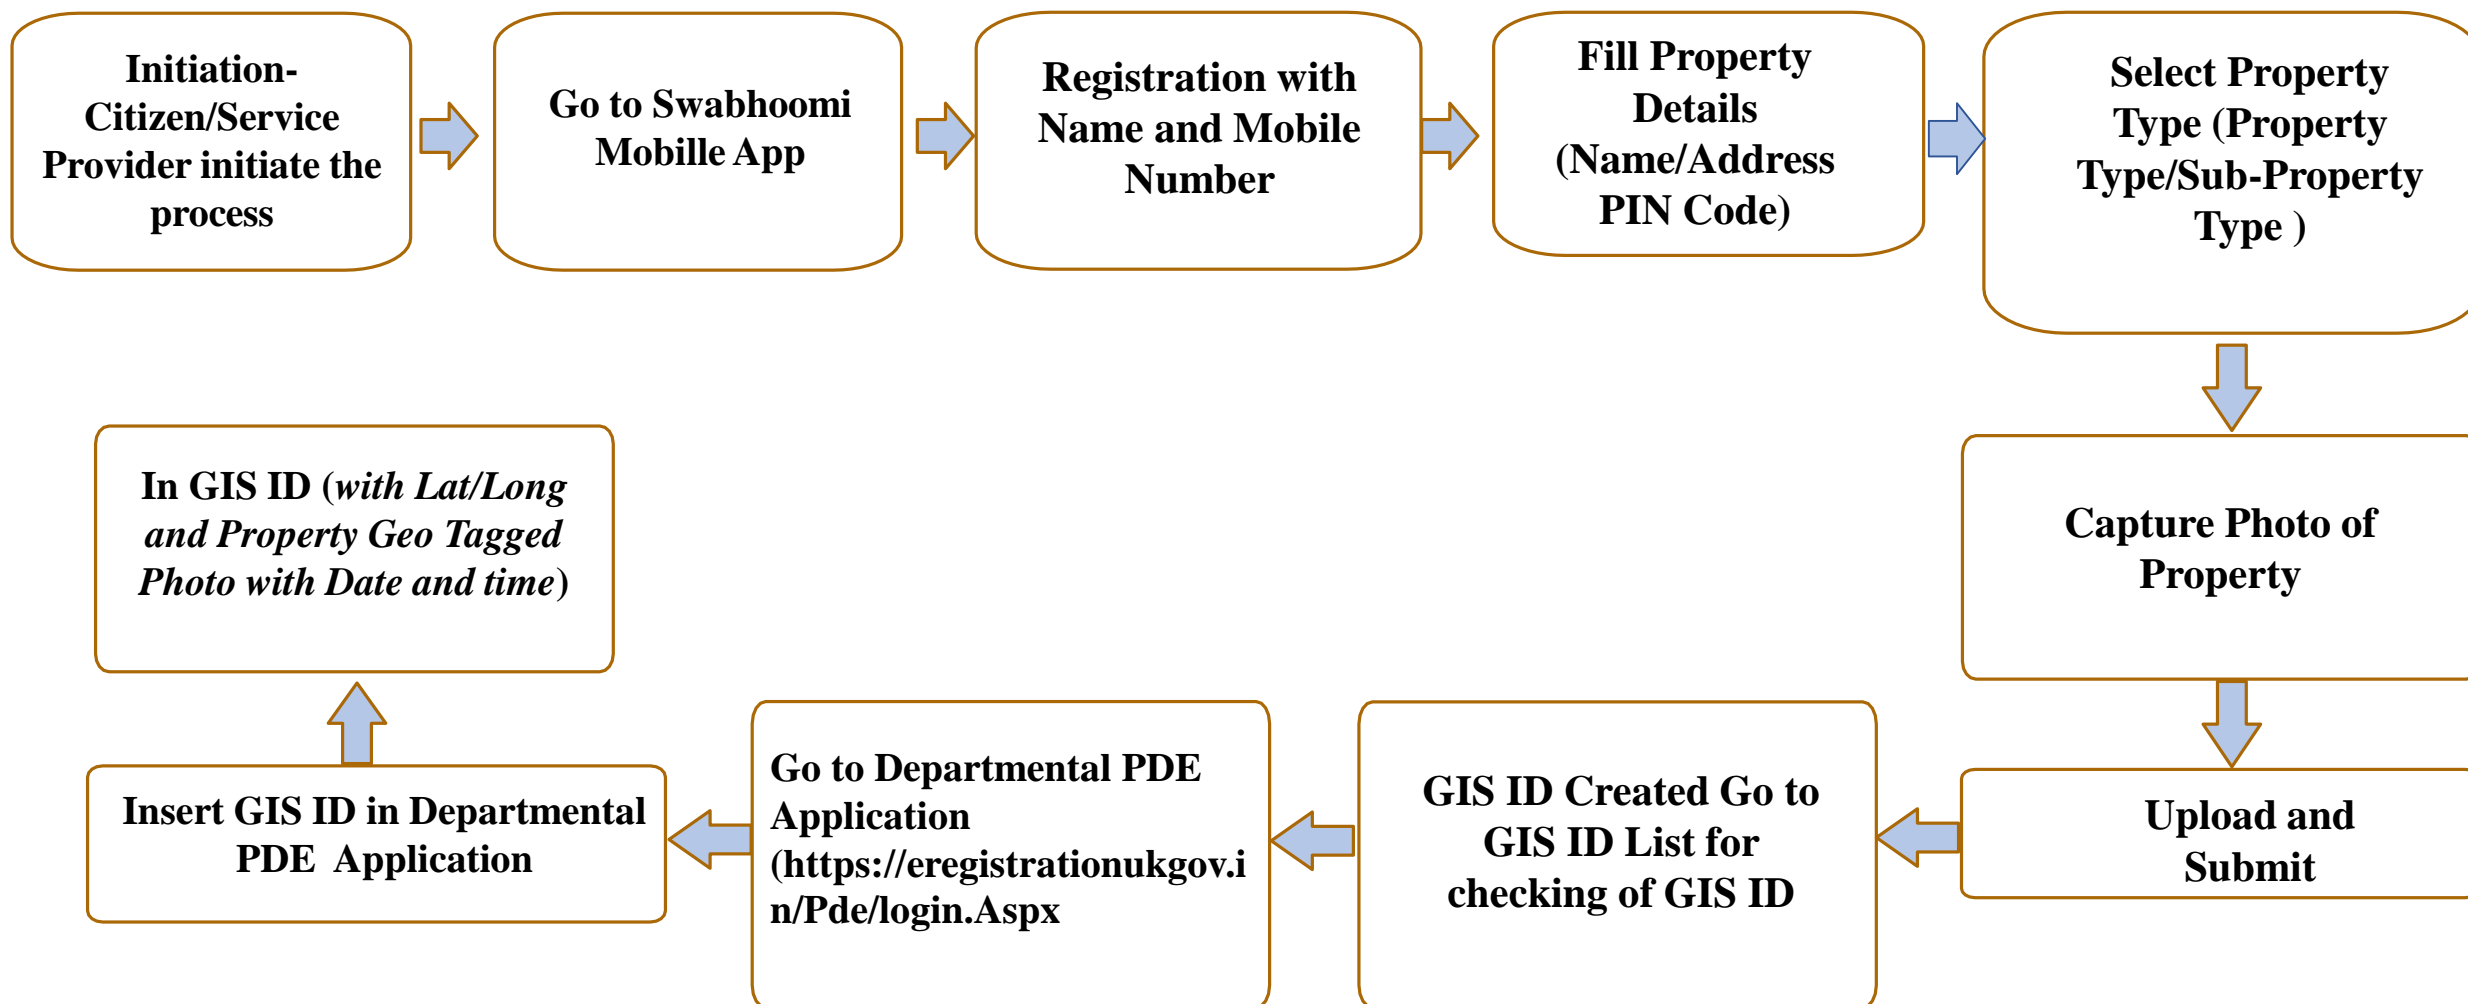 Initiation-
Citizen/Service
Provider initiate the
process
Go to Swabhoomi
Mobille App
Registration with
Name and Mobile
Number
Fill Property
Details
(Name/Address
PIN Code)
Select Property
Type (Property
Type/Sub-Property
Type )
Capture Photo of
Property
Upload and
Submit
GIS ID Created Go to
GIS ID List for
checking of GIS ID
Go to Departmental PDE
Application
(https://eregistrationukgov.i
n/Pde/login.Aspx
Insert GIS ID in Departmental
PDE Application
In GIS ID (with Lat/Long
and Property Geo Tagged
Photo with Date and time)